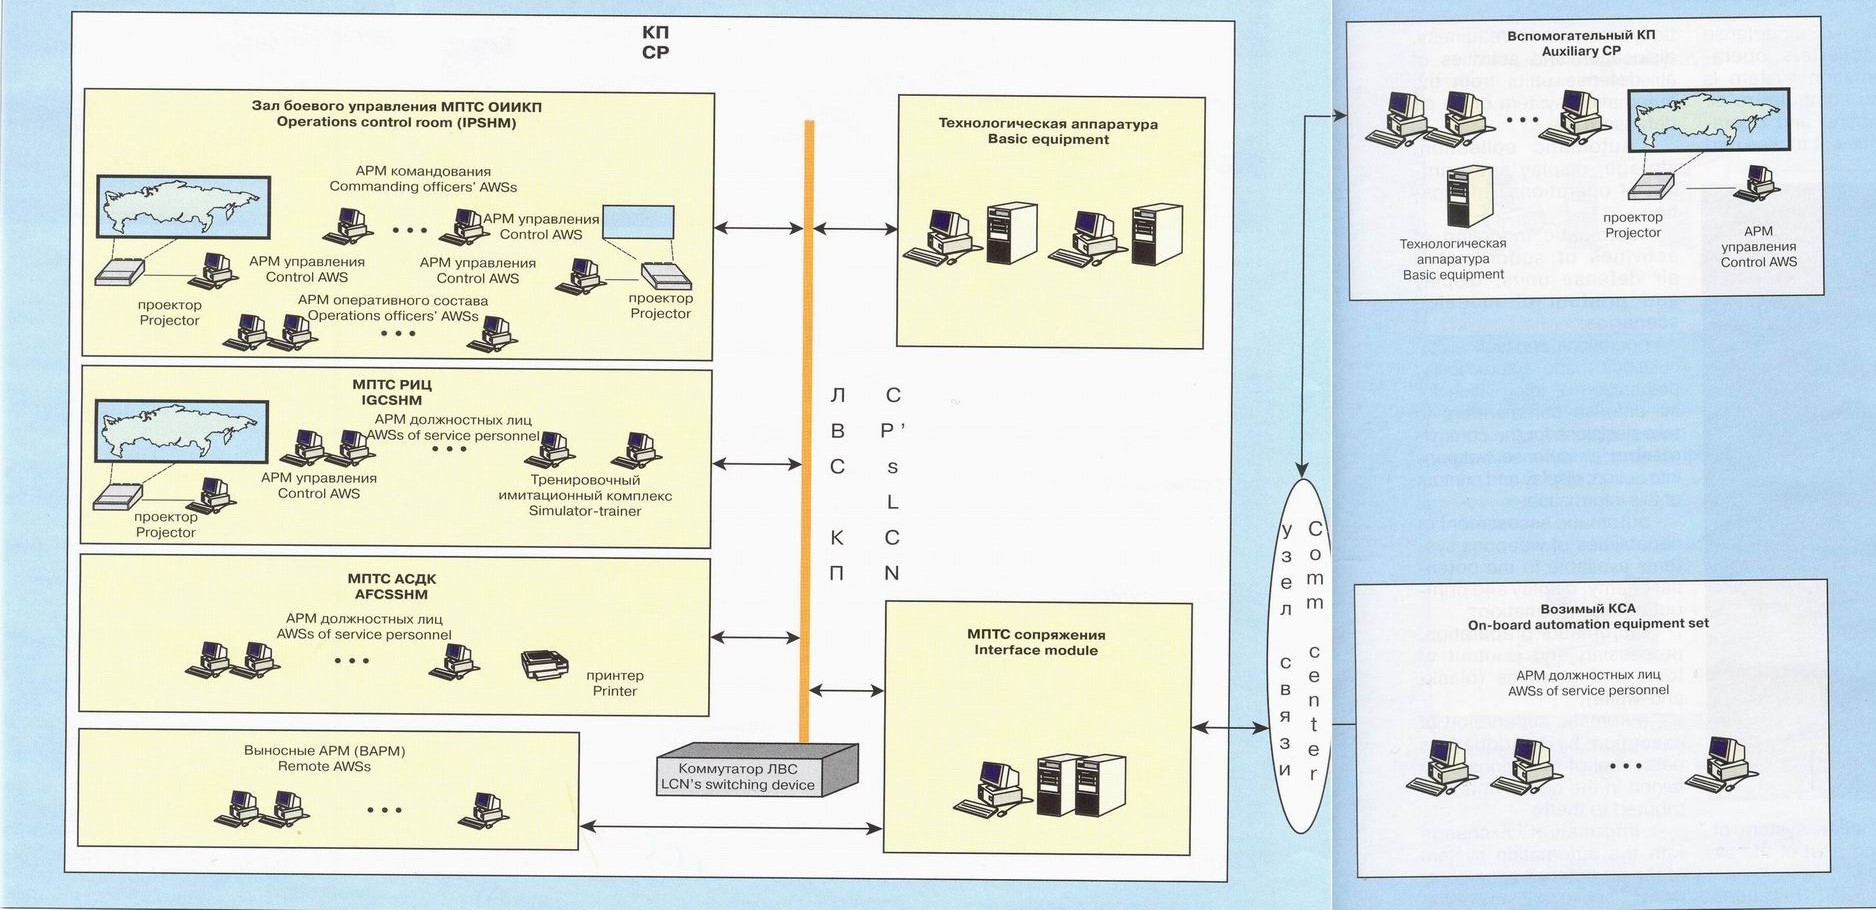 КП
CP
Зал боевого управления МПТС ОИИКП
Operations control room (IPSHM)
АРМ командования
Commanding officers' AWSs
АРМ управления
Control AWS
АРМ управления
Control AWS
АРМ управления
Control AWS
проектор
Projector
проектор
Projector
АРМ оперативного состава
Operations officers' AWSs
МПТС РИЦ
IGCSHM
АРМ должностных лиц
AWSs of service personnel
АРМ управления
Control AWS
проектор
Projector
Тренировочный
имитационный комплекс
Simulator-trainer
МПТС АСДК
AFCSSHM
АРМ должностных лиц
AWSs of service personnel
принтер
Printer
Выносные АРМ (ВАРМ)
Remote AWSs
Коммутатор ЛВС
LCN's switching device
ЛВС КП
CP's LCN
Технологическая аппаратура
Basic equipment
МПТС сопряжения
Interface module
узел связи
Comm center
Вспомогательный КП
Auxiliary CP
Технологическая
аппаратура
Basic equipment
проектор
Projector
АРМ
управления
Control AWS
Возимый КСА
On-board automation equipment set
АРМ должностных лиц
AWSs of service personnel